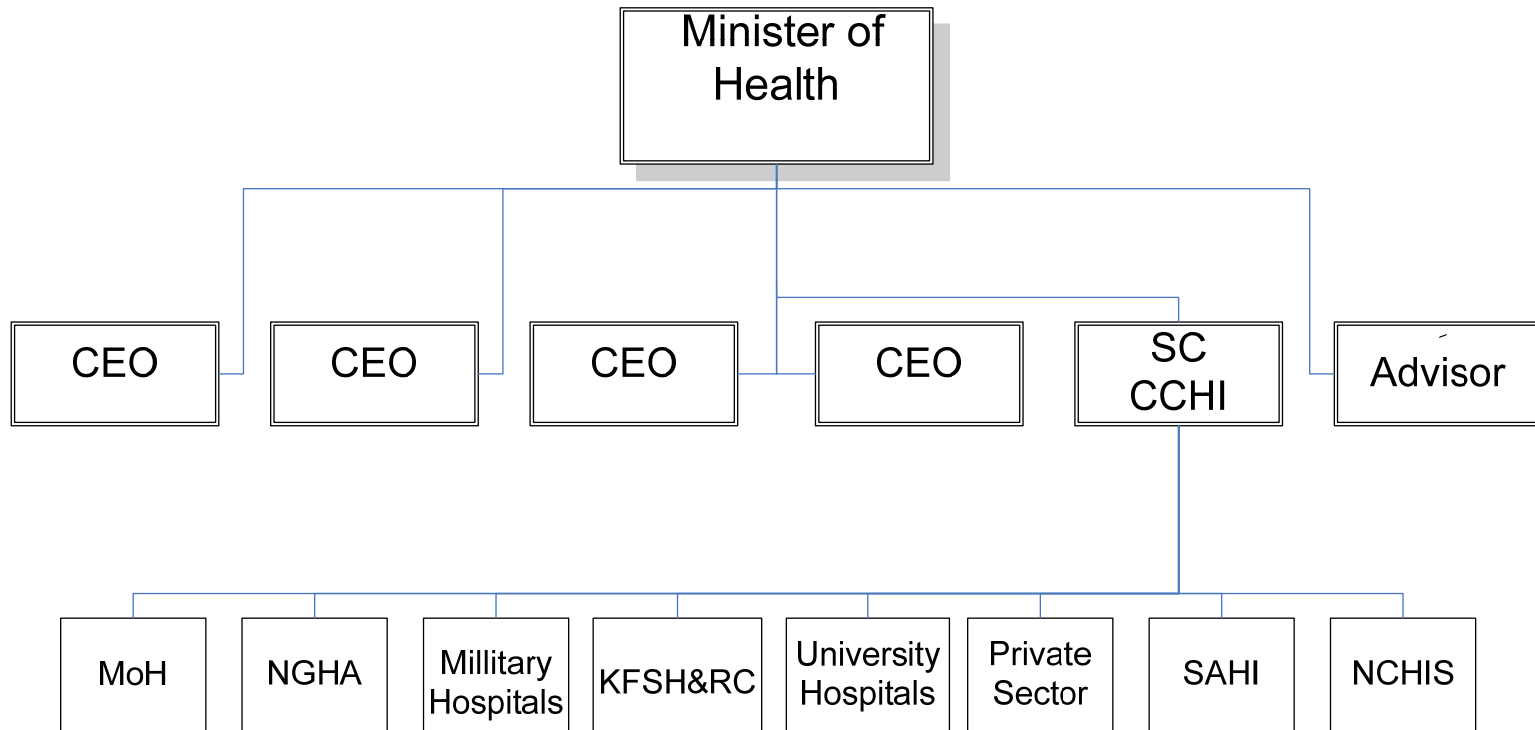 Minister of
Health
CEO
CEO
CEO
CEO
SC
CCHI
Advisor
MoH
NGHA
Millitary
Hospitals
KFSH&RC
University
Hospitals
Private
Sector
SAHI
NCHIS